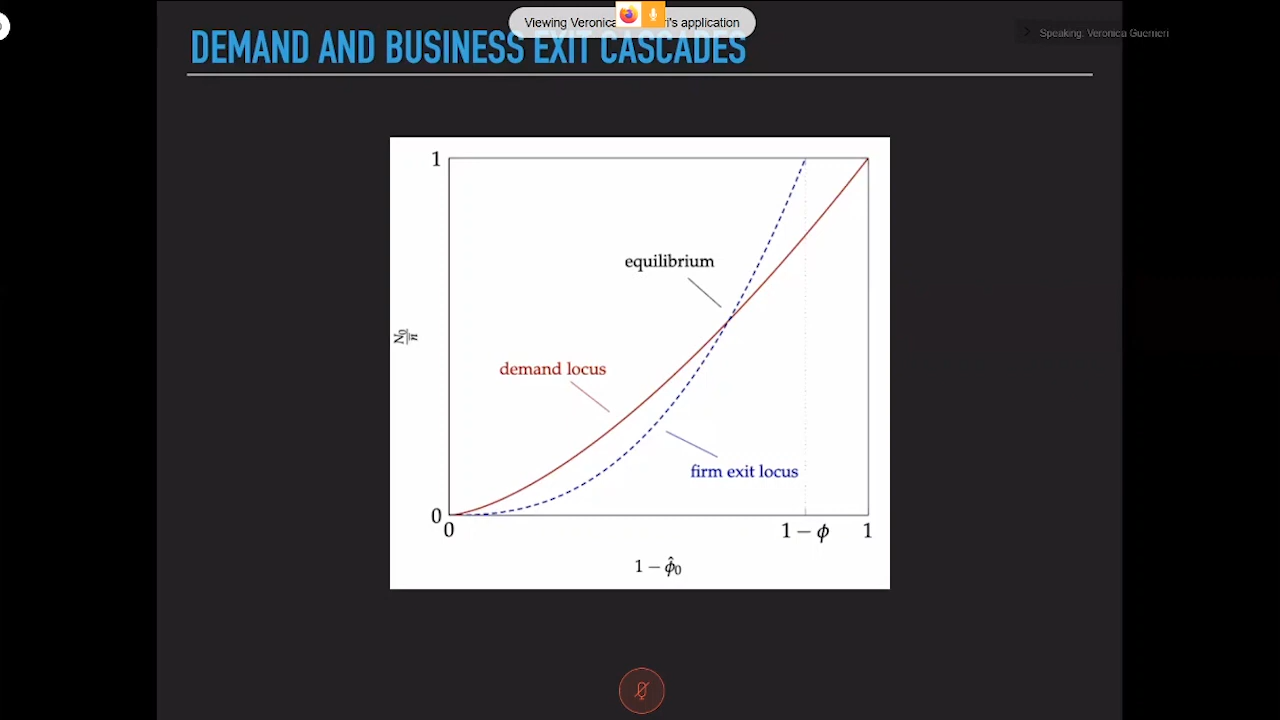 Viewing Veronica
ri's application
Speaking: Veronica Guerrieri
DEMAND AND BUSINESS EXIT CASCADES
1
equilibrium
N₀/n
demand locus
firm exit locus
0
0
1 − ϕ
1
1 − ϕ̂₀